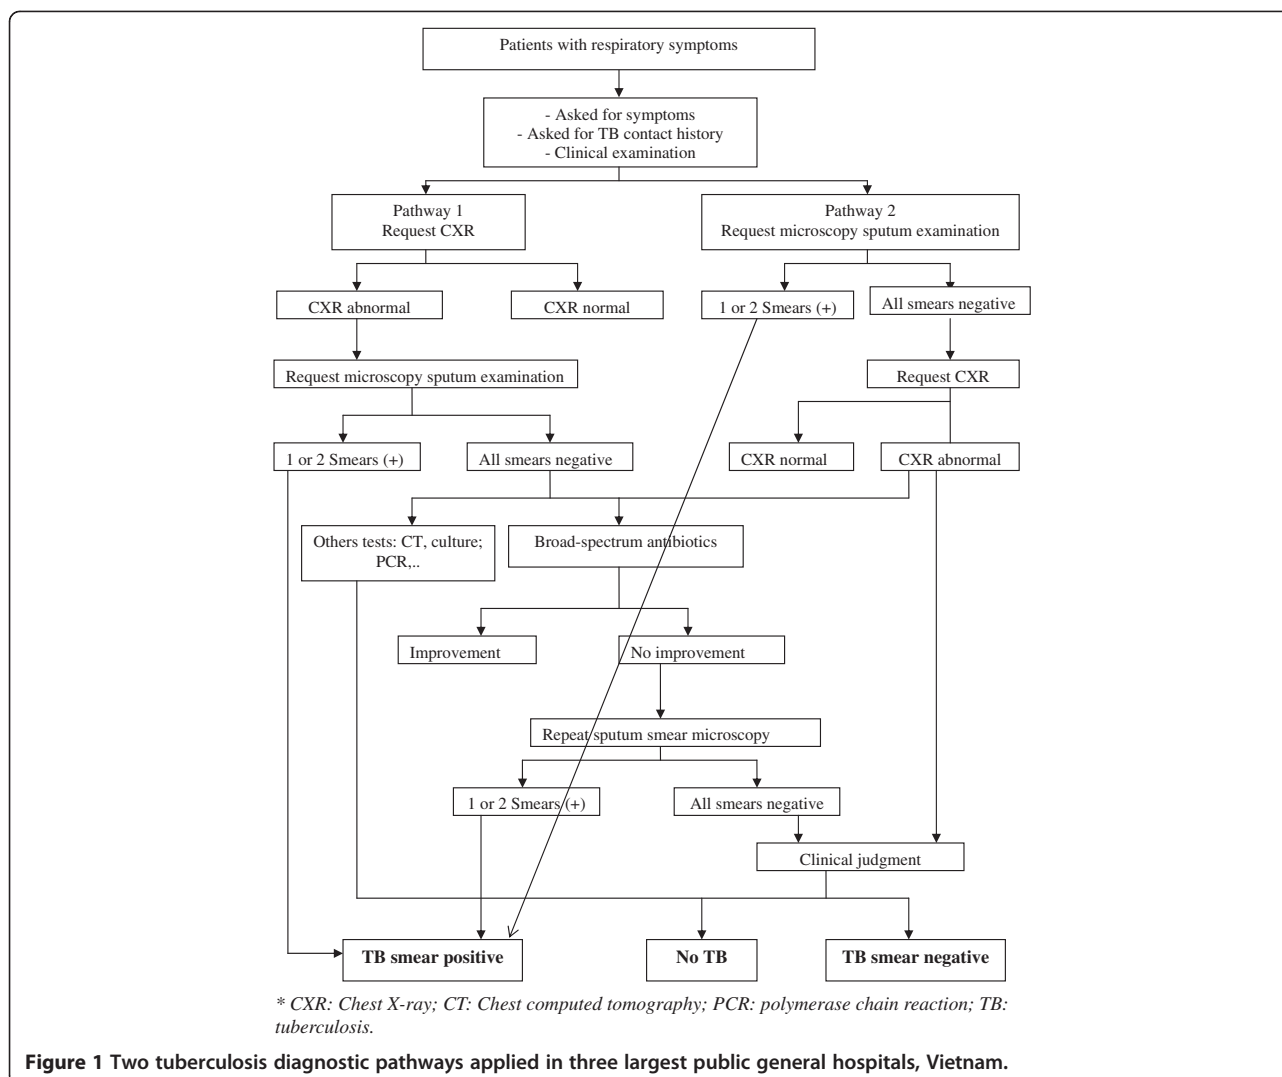 Patients with respiratory symptoms
- Asked for symptoms
- Asked for TB contact history
- Clinical examination
Pathway 1
Request CXR
Pathway 2
Request microscopy sputum examination
CXR abnormal
CXR normal
1 or 2 Smears (+)
All smears negative
Request microscopy sputum examination
Request CXR
1 or 2 Smears (+)
All smears negative
CXR normal
CXR abnormal
Others tests: CT, culture;
PCR,..
Broad-spectrum antibiotics
Improvement
No improvement
Repeat sputum smear microscopy
1 or 2 Smears (+)
All smears negative
Clinical judgment
TB smear positive
No TB
TB smear negative
* CXR: Chest X-ray; CT: Chest computed tomography; PCR: polymerase chain reaction; TB:
tuberculosis.
Figure 1 Two tuberculosis diagnostic pathways applied in three largest public general hospitals, Vietnam.